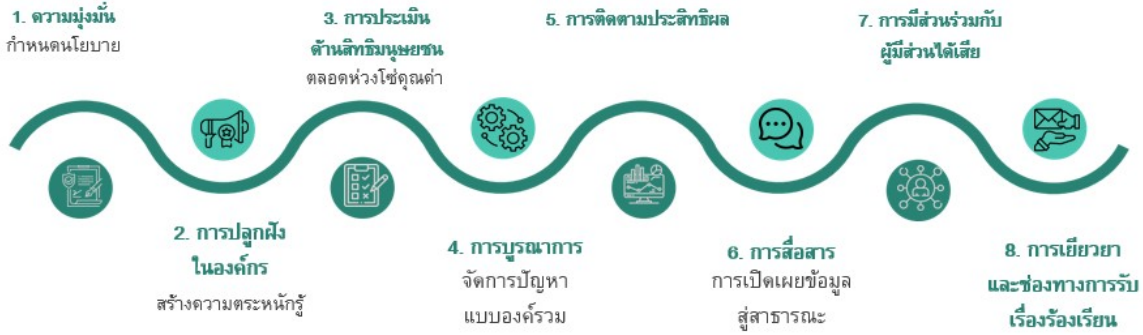 1. ความมุ่งมั่น
กำหนดนโยบาย
2. การปลูกฝัง
ในองค์กร
สร้างความตระหนักรู้
3. การประเมิน
ด้านสิทธิมนุษยชน
ตลอดห่วงโซ่คุณค่า
4. การบูรณาการ
จัดการปัญหา
แบบองค์รวม
5. การติดตามประสิทธิผล
6. การสื่อสาร
การเปิดเผยข้อมูล
สู่สาธารณะ
7. การมีส่วนร่วมกับ
ผู้มีส่วนได้เสีย
8. การเยียวยา
และช่องทางการรับ
เรื่องร้องเรียน